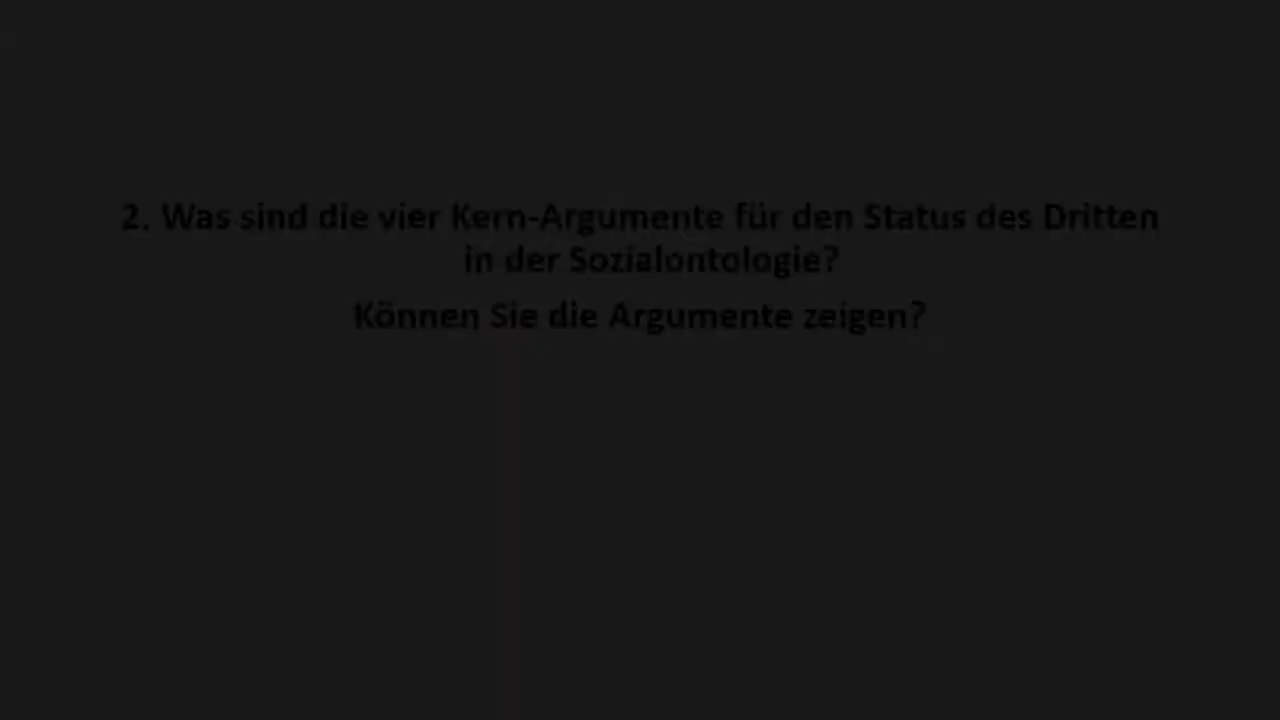 2. Was sind die vier Kern-Argumente für den Status des Dritten
in der Sozialontologie?
Können Sie die Argumente zeigen?